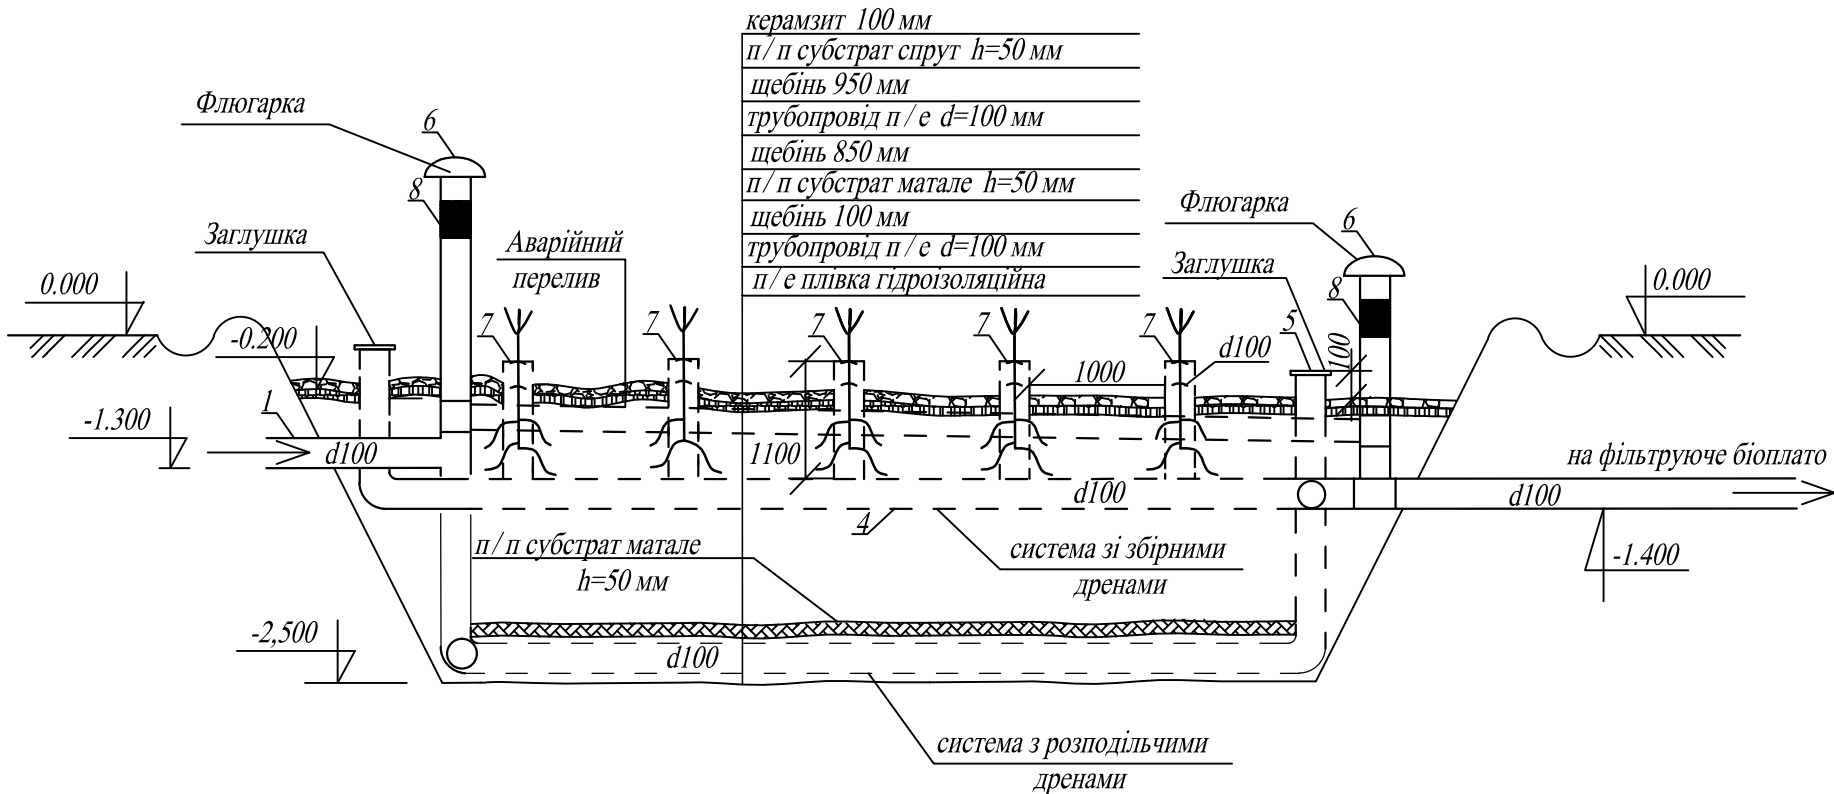 керамзит 100 мм
п/п субстрат спрут h=50 мм
щебінь 950 мм
трубопровід п/е d=100 мм
щебінь 850 мм
п/п субстрат матале h=50 мм
щебінь 100 мм
трубопровід п/е d=100 мм
п/е плівка гідроізоляційна
Флюгарка
6
8
Заглушка
Аварійний
перелив
Флюгарка
6
Заглушка
8
5
100
0.000
0.000
-0.200
7
7
7
7
7
d100
1000
1100
1
-1.300
d100
d100
4
на фільтруюче біоплато
d100
-1.400
п/п субстрат матале
h=50 мм
система зі збірними
дренами
-2,500
d100
система з розподільчими
дренами